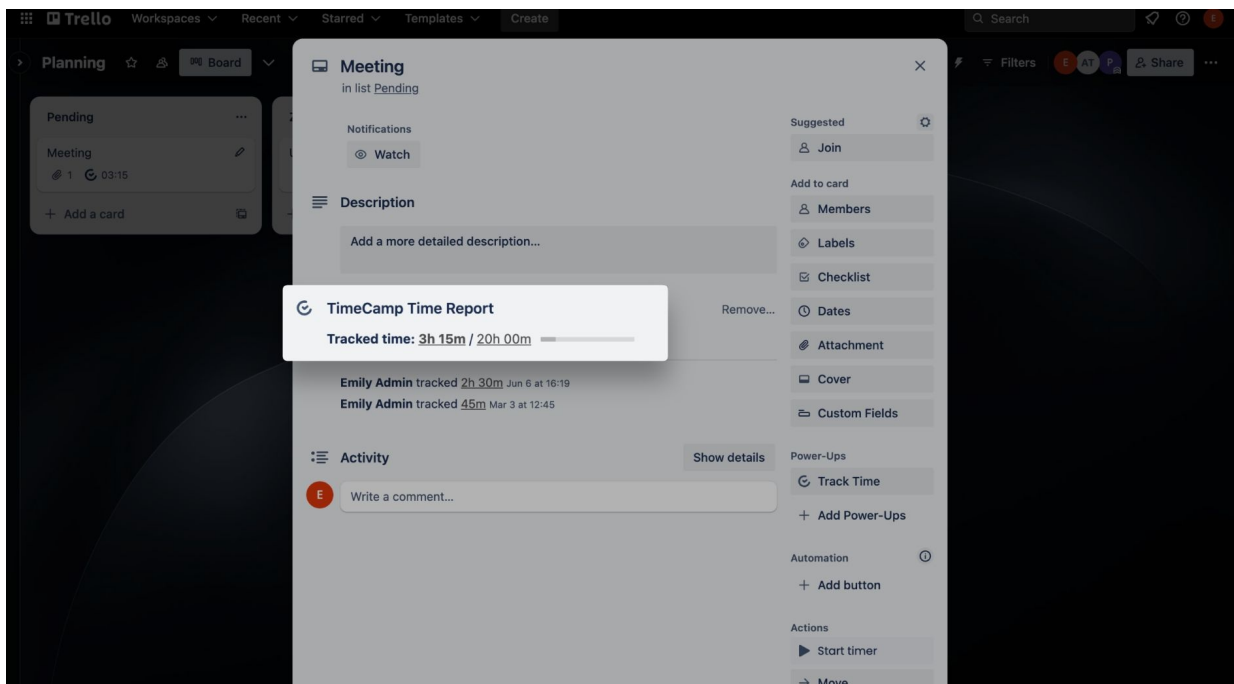 Trello Workspaces Recent Starred Templates Create Search E
Planning Board Filters E AT P Share
Meeting
in list Pending
Pending
Meeting
1 03:15
+ Add a card
Notifications
Watch
Description
Add a more detailed description...
TimeCamp Time Report
Remove...
Tracked time: 3h 15m / 20h 00m
Emily Admin tracked 2h 30m Jun 6 at 16:19
Emily Admin tracked 45m Mar 3 at 12:45
Activity
Show details
E
Write a comment...
Suggested
Join
Add to card
Members
Labels
Checklist
Dates
Attachment
Cover
Custom Fields
Power-Ups
Track Time
+ Add Power-Ups
Automation
+ Add button
Actions
Start timer
Move